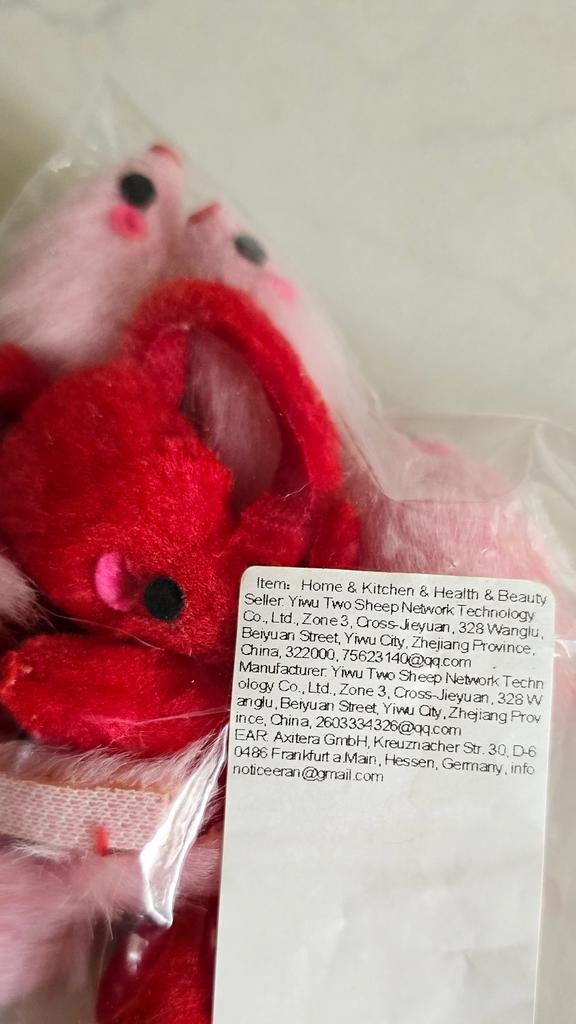 Item: Home & Kitchen & Health & Beauty
Seller: Yiwu Two Sheep Network Technology
Co., Ltd., Zone 3, Cross-Jieyuan, 328 Wanglu,
Beiyuan Street, Yiwu City, Zhejiang Province,
China, 322000, 75623140@qq.com
Manufacturer: Yiwu Two Sheep Network Techn
ology Co., Ltd., Zone 3, Cross-Jieyuan, 328 W
anglu, Beiyuan Street, Yiwu City, Zhejiang Prov
ince, China, 2603334326@qq.com
EAR: Axitera GmbH, Kreuznacher Str. 30, D-6
0486 Frankfurt a.Main, Hessen, Germany, info
noticeeran@gmail.com